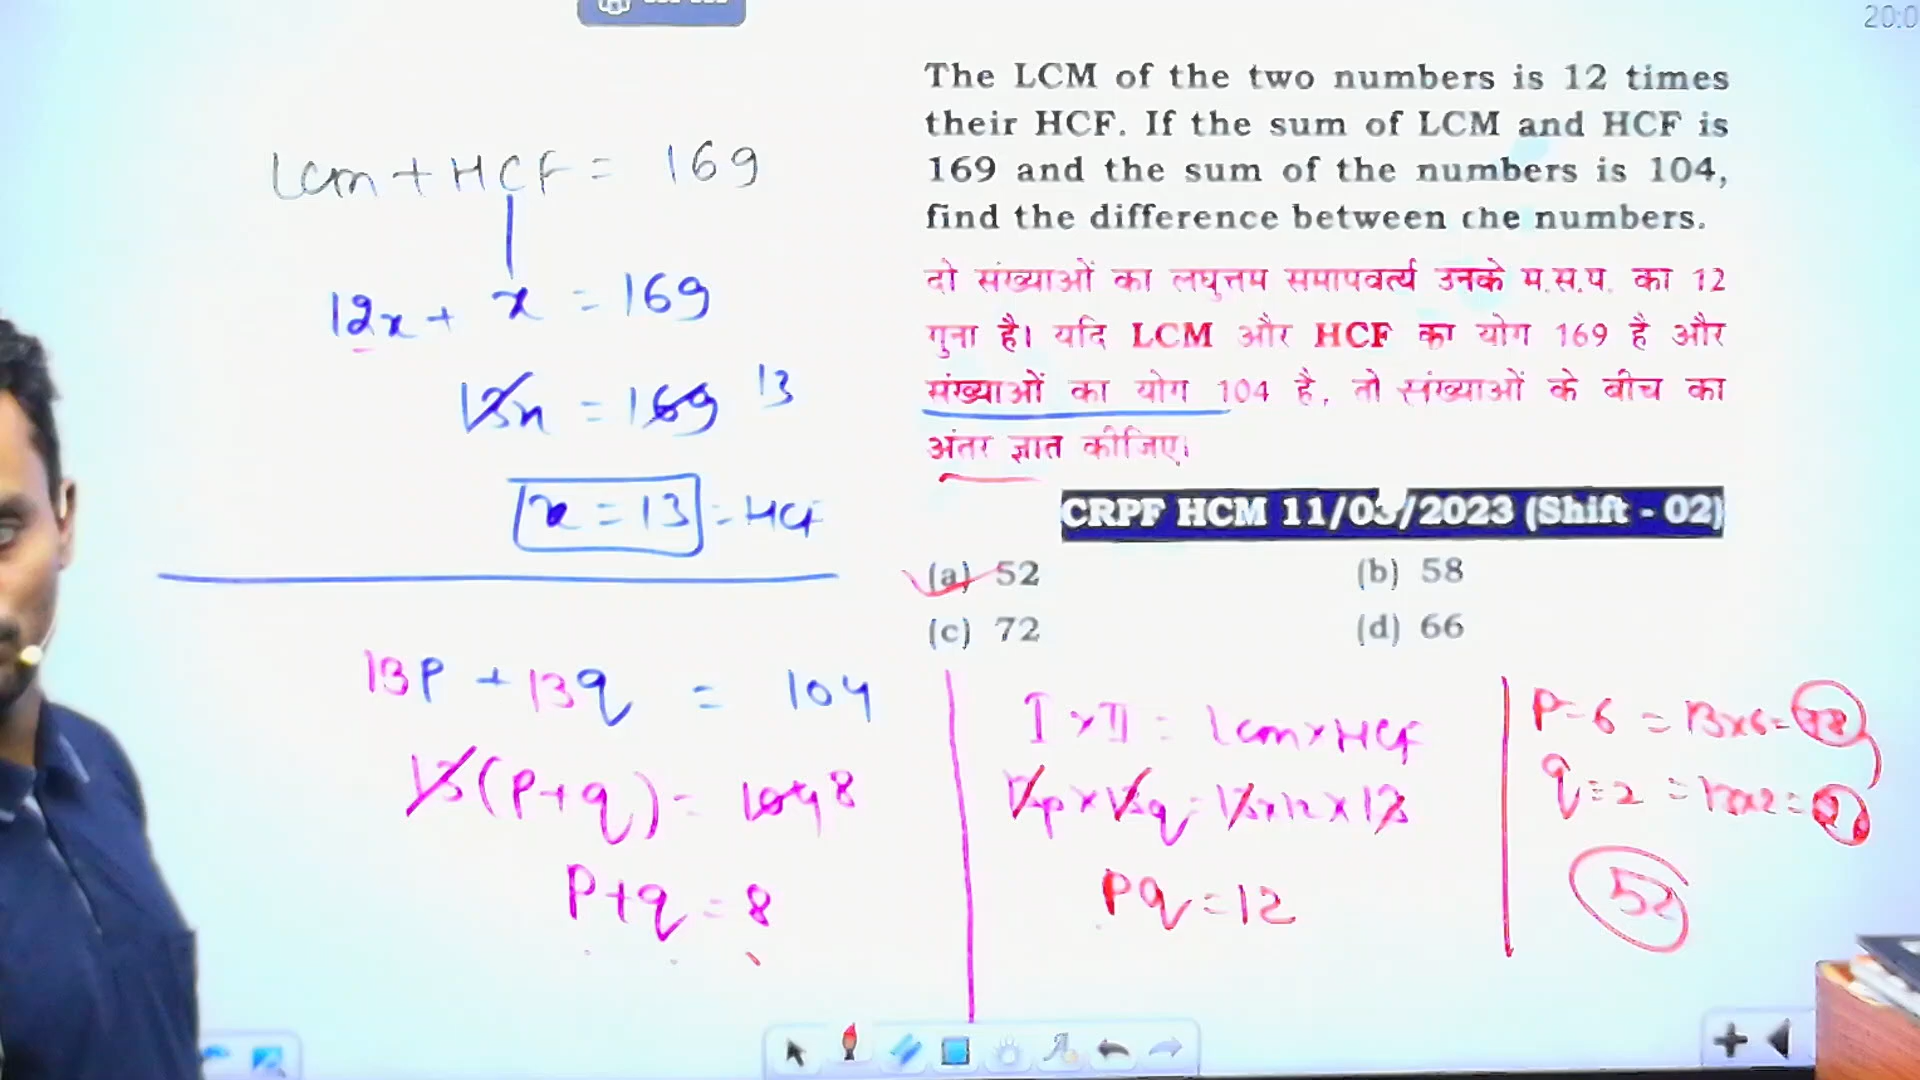 20:0
The LCM of the two numbers is 12 times
their HCF. If the sum of LCM and HCF is
169 and the sum of the numbers is 104,
find the difference between the numbers.
दो संख्याओं का लघुत्तम समापवर्त्य उनके म.स.प. का 12
गुना है। यदि LCM और HCF का योग 169 है और
संख्याओं का योग 104 है, तो संख्याओं के बीच का
अंतर ज्ञात कीजिए।
CRPF HCM 11/03/2023 (Shift - 02)
(a) 52
(b) 58
(c) 72
(d) 66
Lcm + HCF = 169
12x + x = 169
13x = 169 13
x = 13 = HCF
13p + 13q = 104
13(p+q) = 104 8
p+q = 8
I × II = Lcm × HCF
13p × 13q = 13×12×13
pq = 12
P=6 = 13×6=78
q=2 = 13×2=
52